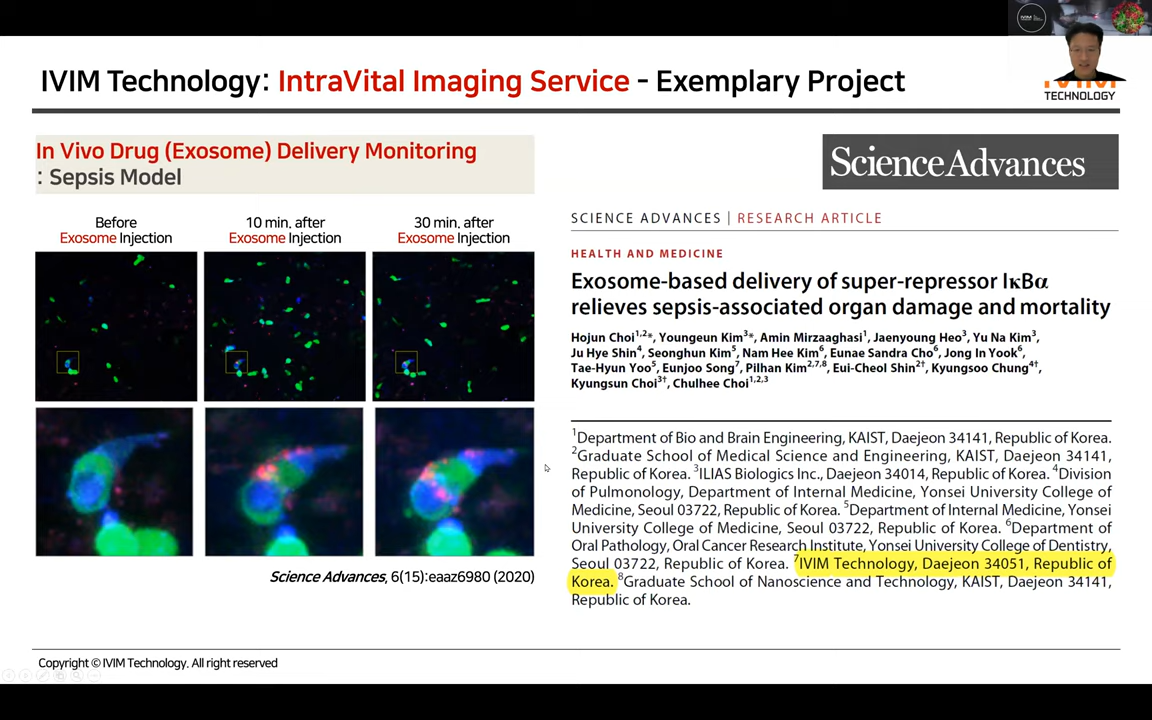 IVIM Technology: IntraVital Imaging Service - Exemplary Project
TECHNOLOGY
In Vivo Drug (Exosome) Delivery Monitoring
: Sepsis Model
Before
Exosome Injection
10 min. after
Exosome Injection
30 min. after
Exosome Injection
Science Advances, 6(15):eaaz6980 (2020)
ScienceAdvances
SCIENCE ADVANCES | RESEARCH ARTICLE
HEALTH AND MEDICINE
Exosome-based delivery of super-repressor IκBα
relieves sepsis-associated organ damage and mortality
Hojun Choi1,2*, Youngeun Kim3*, Amin Mirzaaghasi1, Jaenyoung Heo3, Yu Na Kim3,
Ju Hye Shin4, Seonghun Kim5, Nam Hee Kim6, Eunae Sandra Cho6, Jong In Yook6,
Tae-Hyun Yoo5, Eunjoo Song7, Pilhan Kim2,7,8, Eui-Cheol Shin2†, Kyungsoo Chung4†,
Kyungsun Choi3†, Chulhee Choi1,2,3
1Department of Bio and Brain Engineering, KAIST, Daejeon 34141, Republic of Korea.
2Graduate School of Medical Science and Engineering, KAIST, Daejeon 34141,
Republic of Korea. 3ILIAS Biologics Inc., Daejeon 34014, Republic of Korea. 4Division
of Pulmonology, Department of Internal Medicine, Yonsei University College of
Medicine, Seoul 03722, Republic of Korea. 5Department of Internal Medicine, Yonsei
University College of Medicine, Seoul 03722, Republic of Korea. 6Department of
Oral Pathology, Oral Cancer Research Institute, Yonsei University College of Dentistry,
Seoul 03722, Republic of Korea. 7IVIM Technology, Daejeon 34051, Republic of
Korea. 8Graduate School of Nanoscience and Technology, KAIST, Daejeon 34141,
Republic of Korea.
Copyright © IVIM Technology. All right reserved